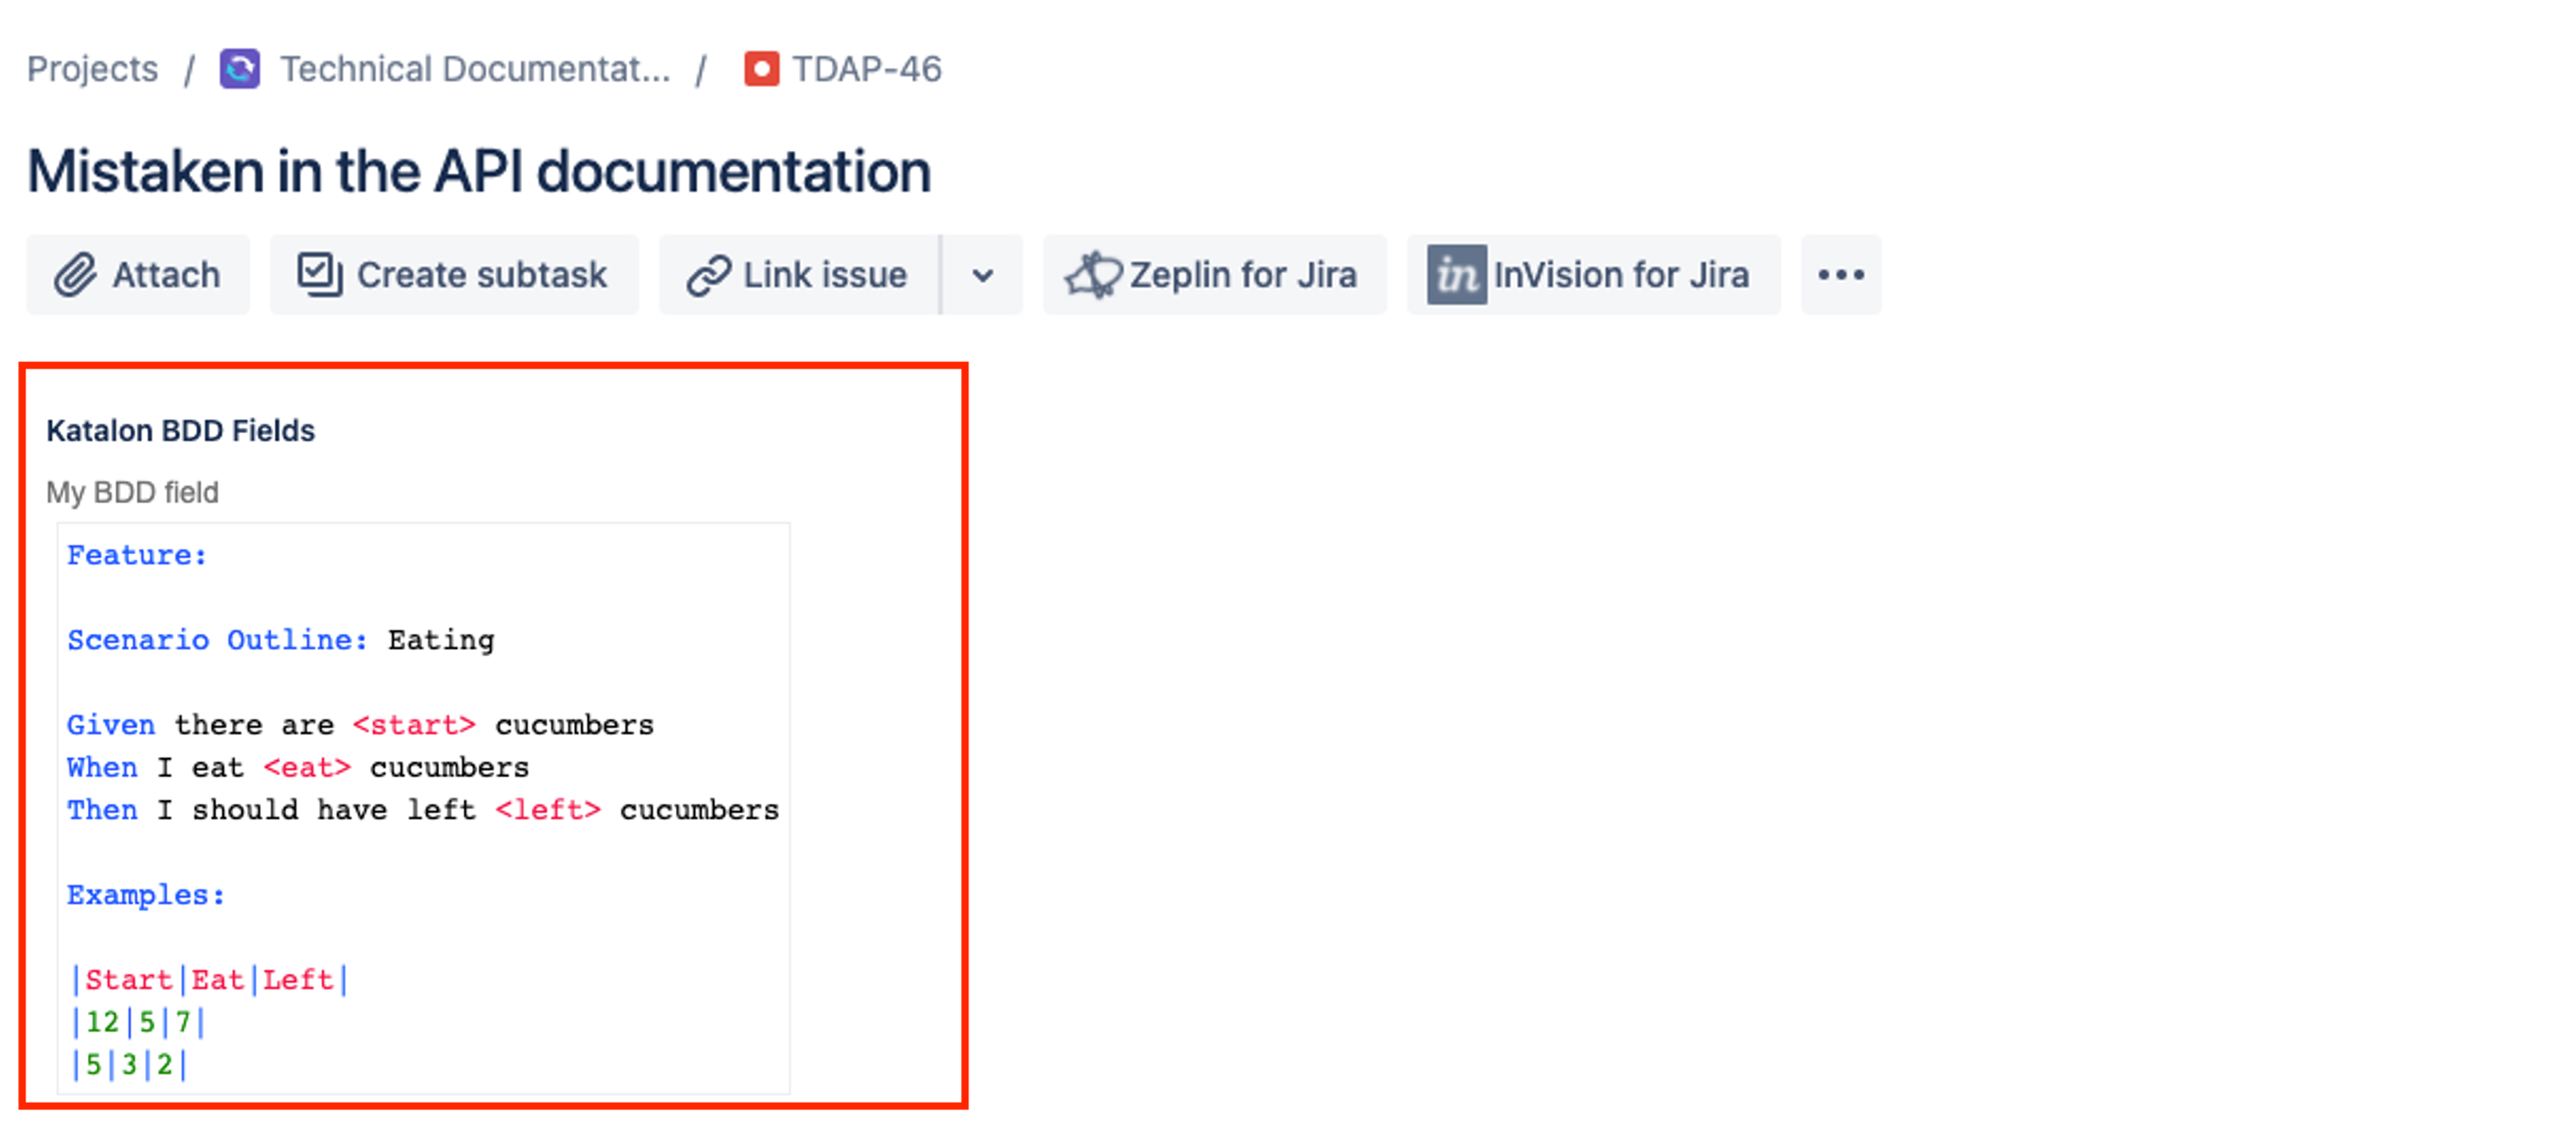 Projects / Technical Documentat... / TDAP-46
Mistaken in the API documentation
Attach Create subtask Link issue Zeplin for Jira in InVision for Jira
Katalon BDD Fields
My BDD field
Feature:
Scenario Outline: Eating
Given there are <start> cucumbers
When I eat <eat> cucumbers
Then I should have left <left> cucumbers
Examples:
|Start|Eat|Left|
|12|5|7|
|5|3|2|